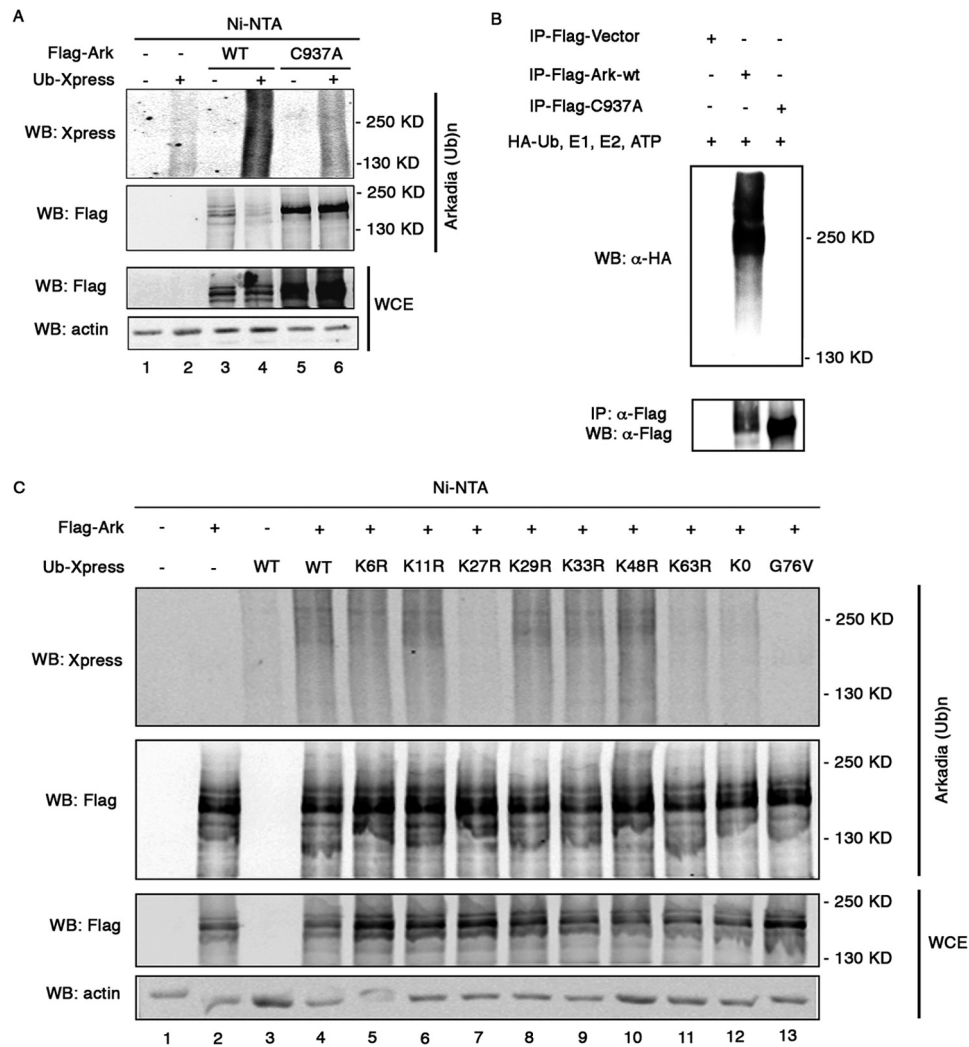 A
Ni-NTA
Flag-Ark - - WT C937A
Ub-Xpress - + - + - +
WB: Xpress
- 250 KD
- 130 KD
WB: Flag
- 250 KD
- 130 KD
Arkadia (Ub)n
WB: Flag
WB: actin
WCE
1 2 3 4 5 6
B
IP-Flag-Vector + - -
IP-Flag-Ark-wt - + -
IP-Flag-C937A - - +
HA-Ub, E1, E2, ATP + + +
WB: α-HA
- 250 KD
- 130 KD
IP: α-Flag
WB: α-Flag
C
Ni-NTA
Flag-Ark - + - + + + + + + + + + +
Ub-Xpress - - WT WT K6R K11R K27R K29R K33R K48R K63R K0 G76V
WB: Xpress
- 250 KD
- 130 KD
WB: Flag
- 250 KD
- 130 KD
Arkadia (Ub)n
WB: Flag
- 250 KD
- 130 KD
WB: actin
WCE
1 2 3 4 5 6 7 8 9 10 11 12 13